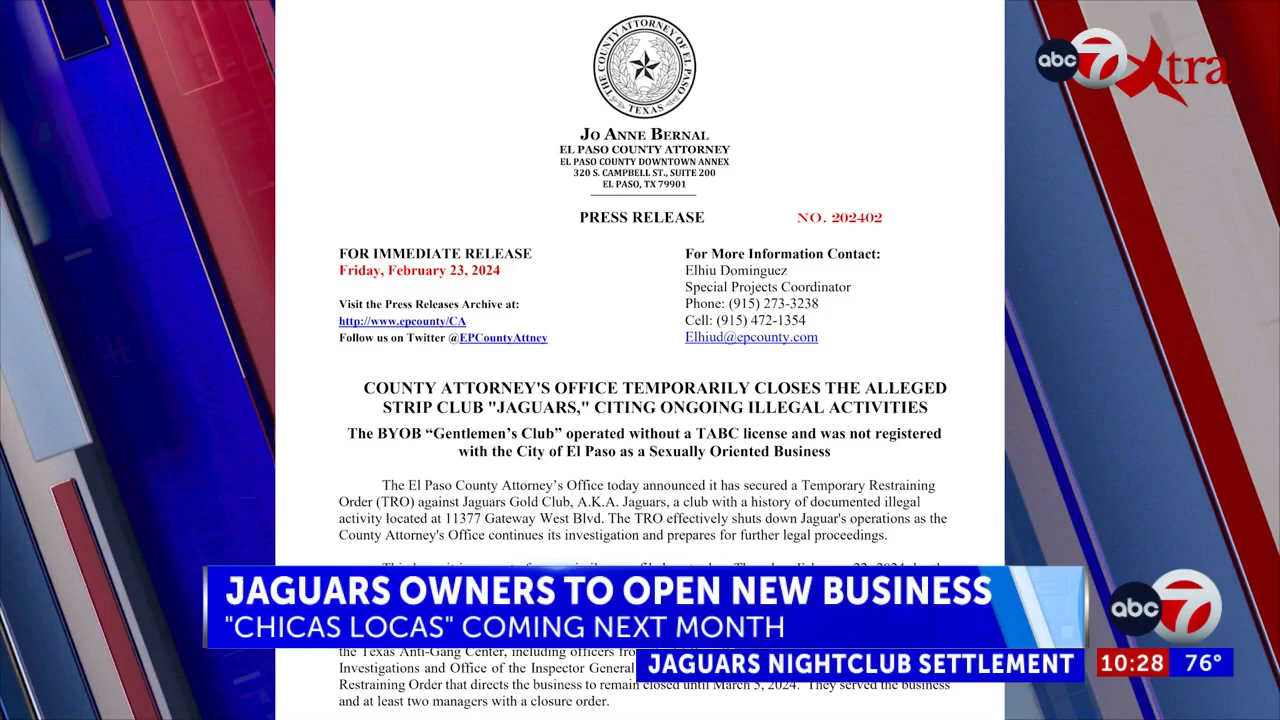 THE COUNTY ATTORNEY OF EL PASO
TEXAS
JO ANNE BERNAL
EL PASO COUNTY ATTORNEY
EL PASO COUNTY DOWNTOWN ANNEX
320 S. CAMPBELL ST., SUITE 200
EL PASO, TX 79901
PRESS RELEASE NO. 202402
FOR IMMEDIATE RELEASE
Friday, February 23, 2024
Visit the Press Releases Archive at:
http://www.epcounty/CA
Follow us on Twitter @EPCountyAttney
For More Information Contact:
Elhiu Dominguez
Special Projects Coordinator
Phone: (915) 273-3238
Cell: (915) 472-1354
Elhiud@epcounty.com
COUNTY ATTORNEY'S OFFICE TEMPORARILY CLOSES THE ALLEGED
STRIP CLUB "JAGUARS," CITING ONGOING ILLEGAL ACTIVITIES
The BYOB “Gentlemen’s Club” operated without a TABC license and was not registered
with the City of El Paso as a Sexually Oriented Business
The El Paso County Attorney’s Office today announced it has secured a Temporary Restraining
Order (TRO) against Jaguars Gold Club, A.K.A. Jaguars, a club with a history of documented illegal
activity located at 11377 Gateway West Blvd. The TRO effectively shuts down Jaguar's operations as the
County Attorney's Office continues its investigation and prepares for further legal proceedings.
the Texas Anti-Gang Center, including officers
Investigations and Office of the Inspector General
Restraining Order that directs the business to remain closed until March 5, 2024. They served the business
and at least two managers with a closure order.
abc 7 Xtra
JAGUARS OWNERS TO OPEN NEW BUSINESS
"CHICAS LOCAS" COMING NEXT MONTH
JAGUARS NIGHTCLUB SETTLEMENT
abc 7
10:28 76°